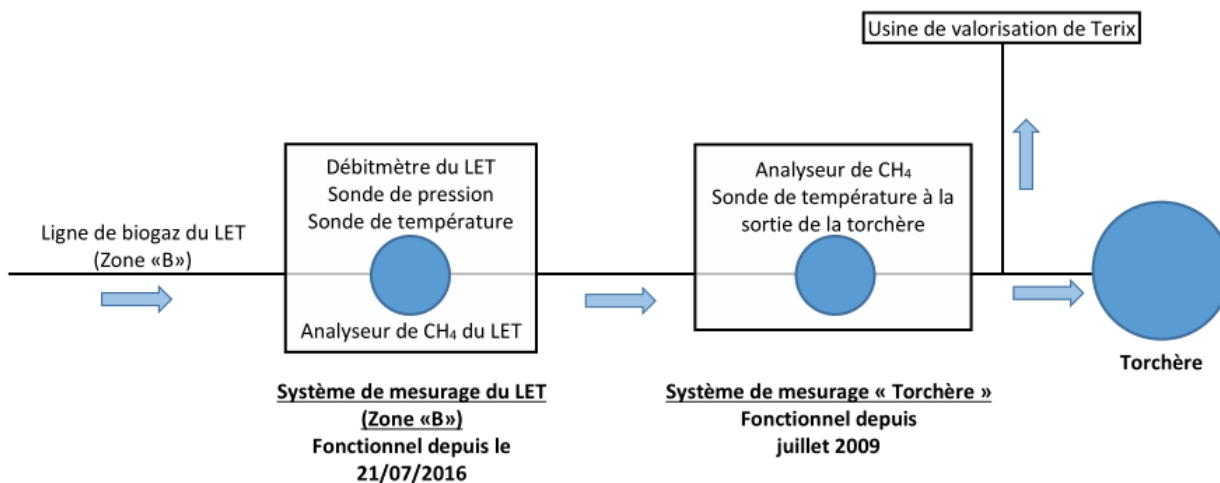 Usine de valorisation de Terix
Ligne de biogaz du LET
(Zone «B»)
Débitmètre du LET
Sonde de pression
Sonde de température
Analyseur de CH₄ du LET
Système de mesurage du LET
(Zone «B»)
Fonctionnel depuis le
21/07/2016
Analyseur de CH₄
Sonde de température à la
sortie de la torchère
Système de mesurage « Torchère »
Fonctionnel depuis
juillet 2009
Torchère